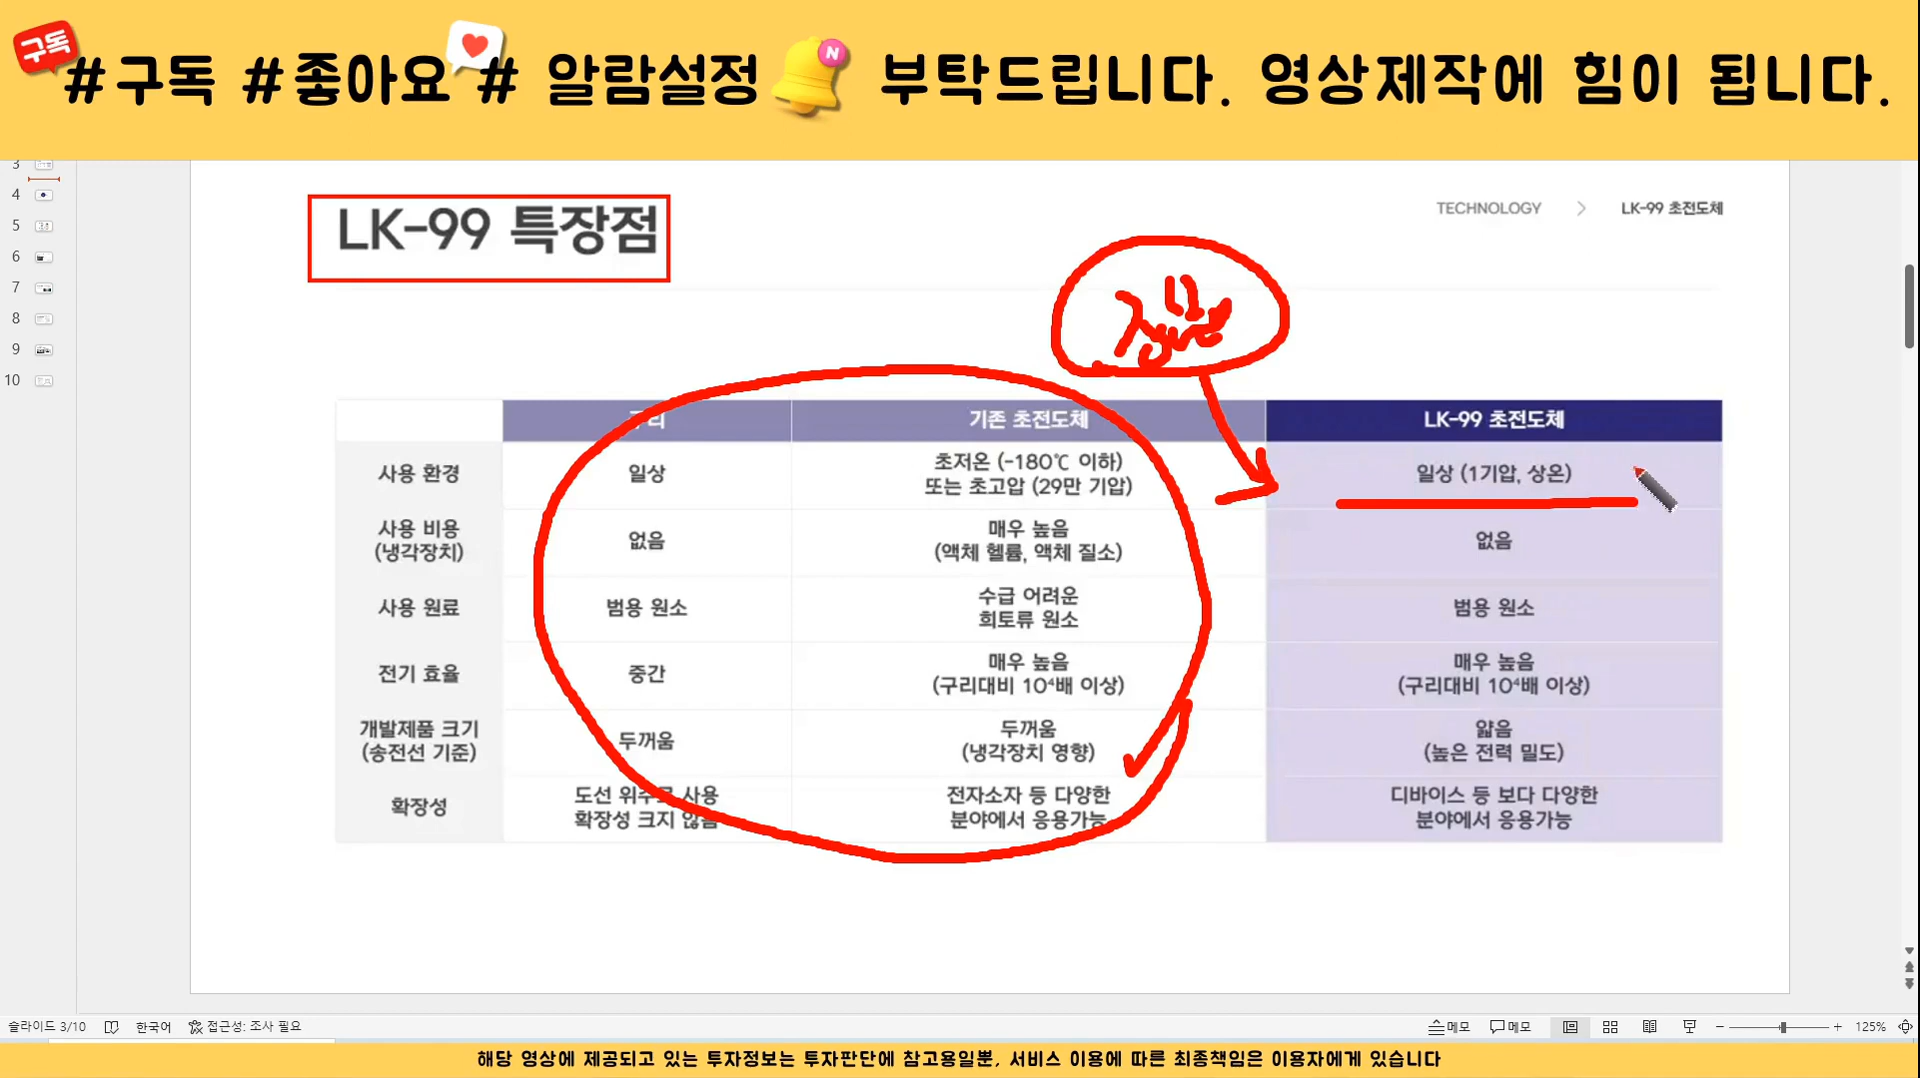 구독
#구독 #좋아요 # 알람설정 N 부탁드립니다. 영상제작에 힘이 됩니다.
3
4
5
6
7
8
9
10
LK-99 특장점
TECHNOLOGY > LK-99 초전도체
기존 초전도체 LK-99 초전도체
사용 환경 일상 초저온 (-180℃ 이하) 또는 초고압 (29만 기압) 일상 (1기압, 상온)
사용 비용 (냉각장치) 없음 매우 높음 (액체 헬륨, 액체 질소) 없음
사용 원료 범용 원소 수급 어려운 희토류 원소 범용 원소
전기 효율 중간 매우 높음 (구리대비 10⁴배 이상) 매우 높음 (구리대비 10⁴배 이상)
개발제품 크기 (송전선 기준) 두꺼움 두꺼움 (냉각장치 영향) 얇음 (높은 전력 밀도)
확장성 도선 위주로 사용 확장성 크지 않음 전자소자 등 다양한 분야에서 응용가능 디바이스 등 보다 다양한 분야에서 응용가능
슬라이드 3/10 한국어 접근성: 조사 필요 메모 메모 125%
해당 영상에 제공되고 있는 투자정보는 투자판단에 참고용일뿐, 서비스 이용에 따른 최종책임은 이용자에게 있습니다